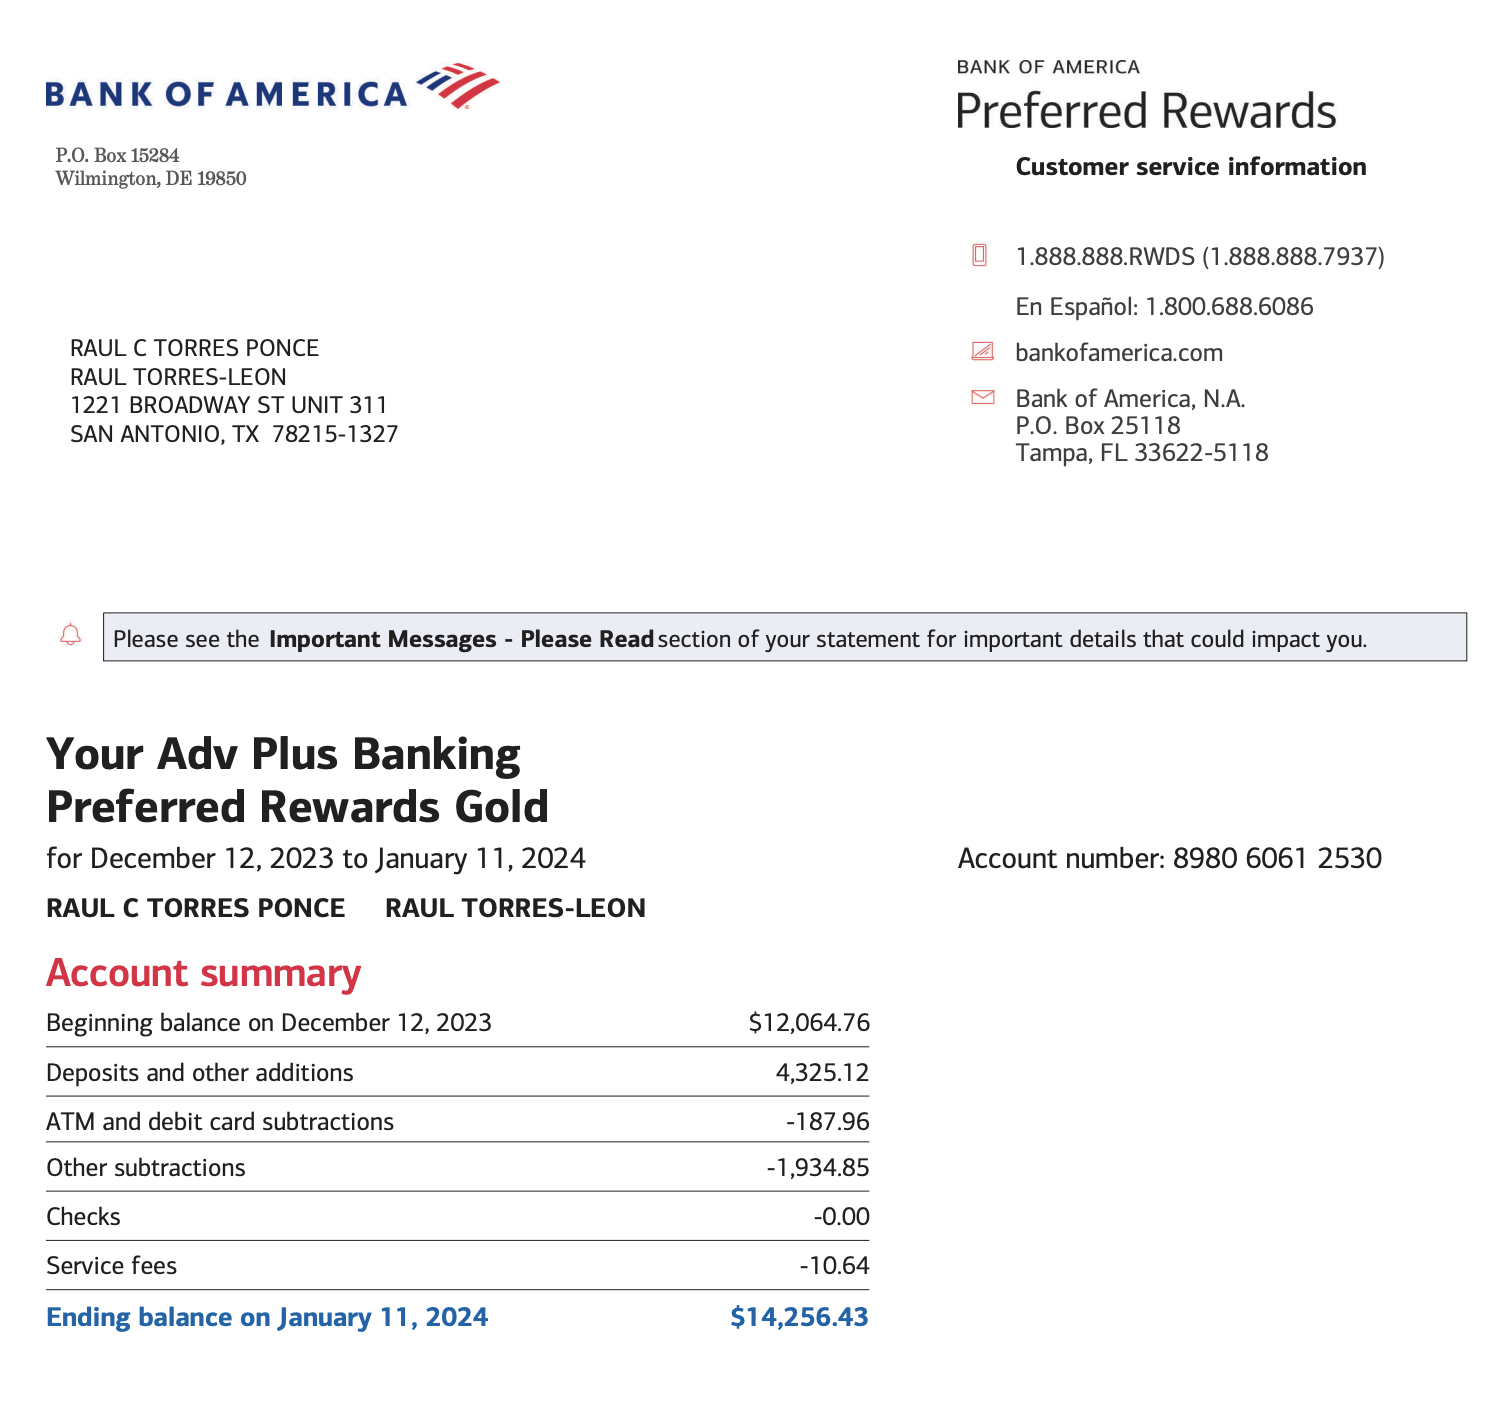 BANK OF AMERICA
P.O. Box 15284
Wilmington, DE 19850
BANK OF AMERICA
Preferred Rewards
Customer service information
1.888.888.RWDS (1.888.888.7937)
En Español: 1.800.688.6086
bankofamerica.com
Bank of America, N.A.
P.O. Box 25118
Tampa, FL 33622-5118
RAUL C TORRES PONCE
RAUL TORRES-LEON
1221 BROADWAY ST UNIT 311
SAN ANTONIO, TX 78215-1327
Please see the Important Messages - Please Read section of your statement for important details that could impact you.
Your Adv Plus Banking
Preferred Rewards Gold
for December 12, 2023 to January 11, 2024 Account number: 8980 6061 2530
RAUL C TORRES PONCE RAUL TORRES-LEON
Account summary
Beginning balance on December 12, 2023 $12,064.76
Deposits and other additions 4,325.12
ATM and debit card subtractions -187.96
Other subtractions -1,934.85
Checks -0.00
Service fees -10.64
Ending balance on January 11, 2024 $14,256.43